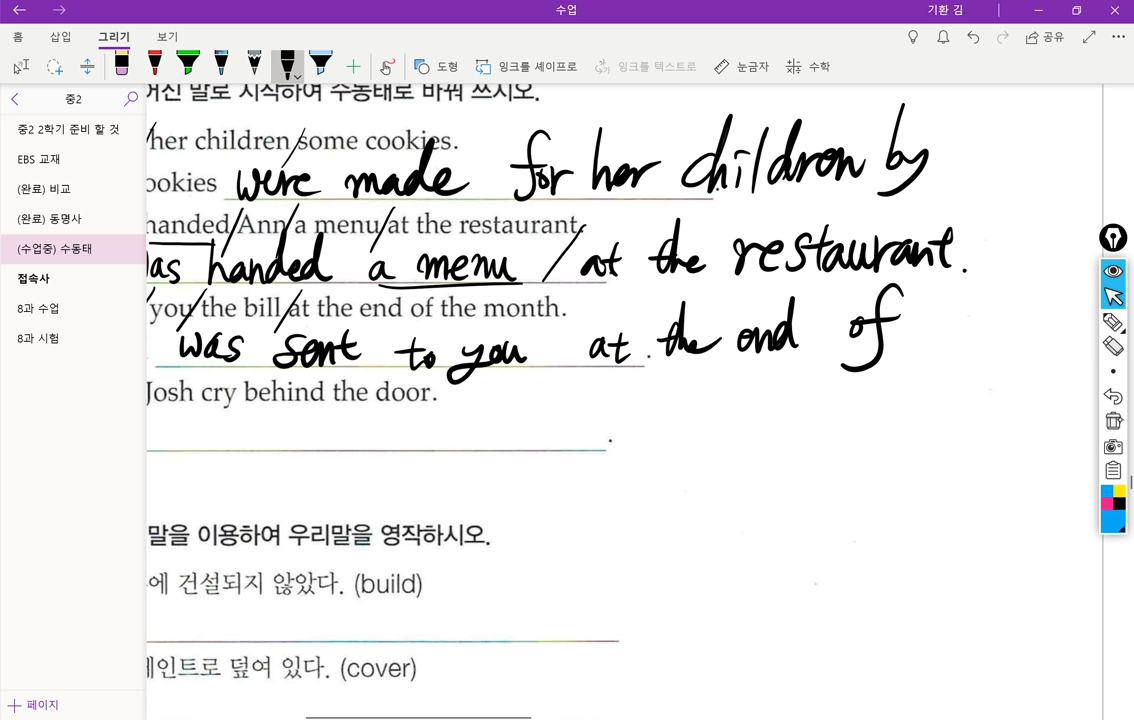 수업
기환 김
홈 삽입 그리기 보기
공유
도형 잉크를 셰이프로 잉크를 텍스트로 눈금자 수학
중2
중2 2학기 준비 할 것
EBS 교재
(완료) 비교
(완료) 동명사
(수업중) 수동태
접속사
8과 수업
8과 시험
페이지
어진 말로 시작하여 수동태로 바꿔 쓰시오.
her children some cookies.
ookies were made for her children by
handed Ann a menu at the restaurant.
as handed a menu at the restaurant.
you the bill at the end of the month.
was sent to you at the end of
Josh cry behind the door.
말을 이용하여 우리말을 영작하시오.
에 건설되지 않았다. (build)
페인트로 덮여 있다. (cover)